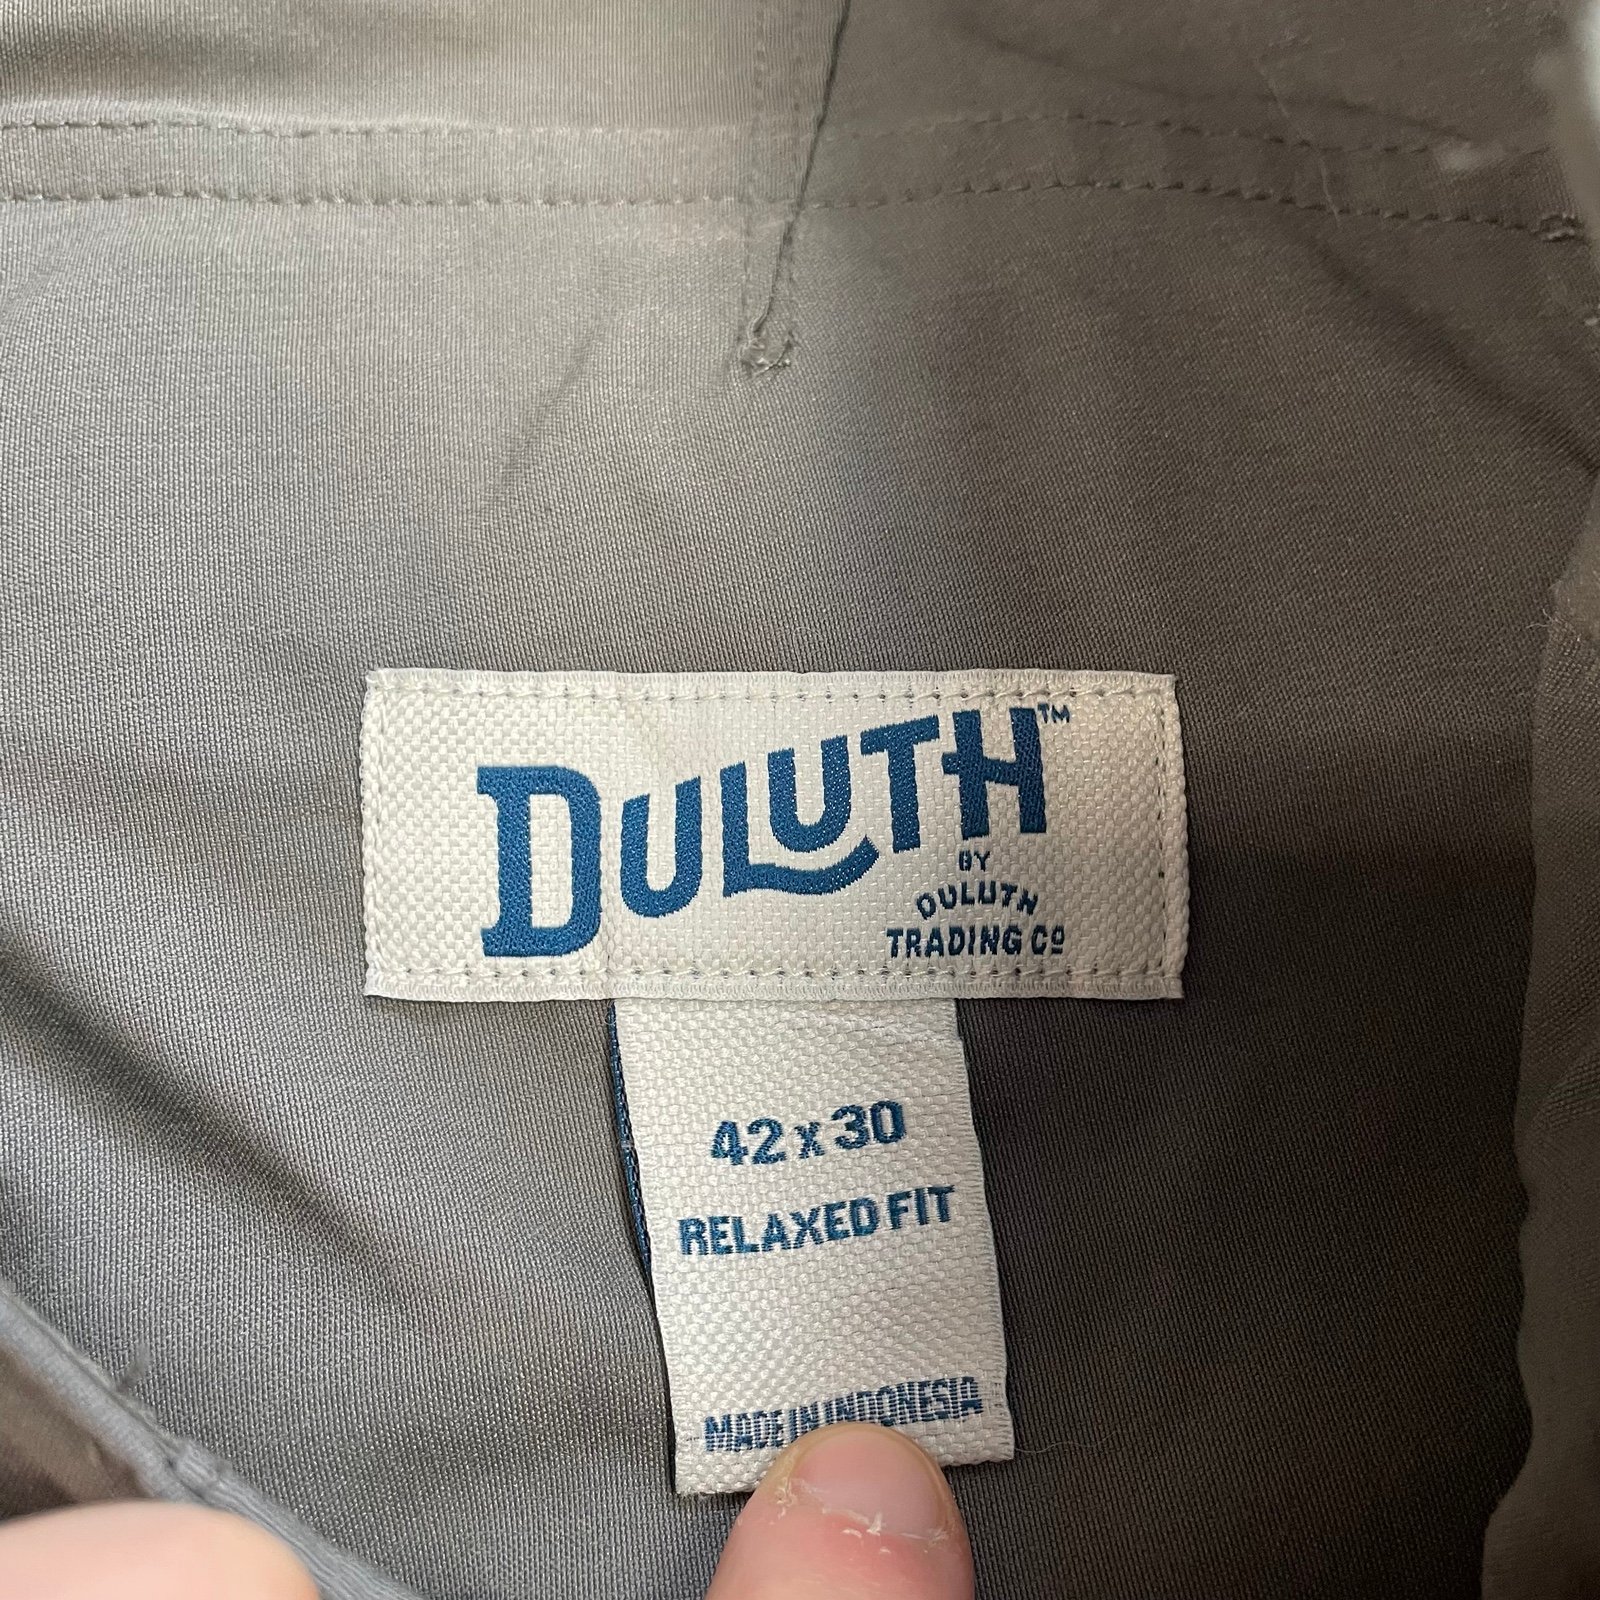 DULUTH™
BY
DULUTH
TRADING Cº
42 x 30
RELAXED FIT
MADE IN INDONESIA